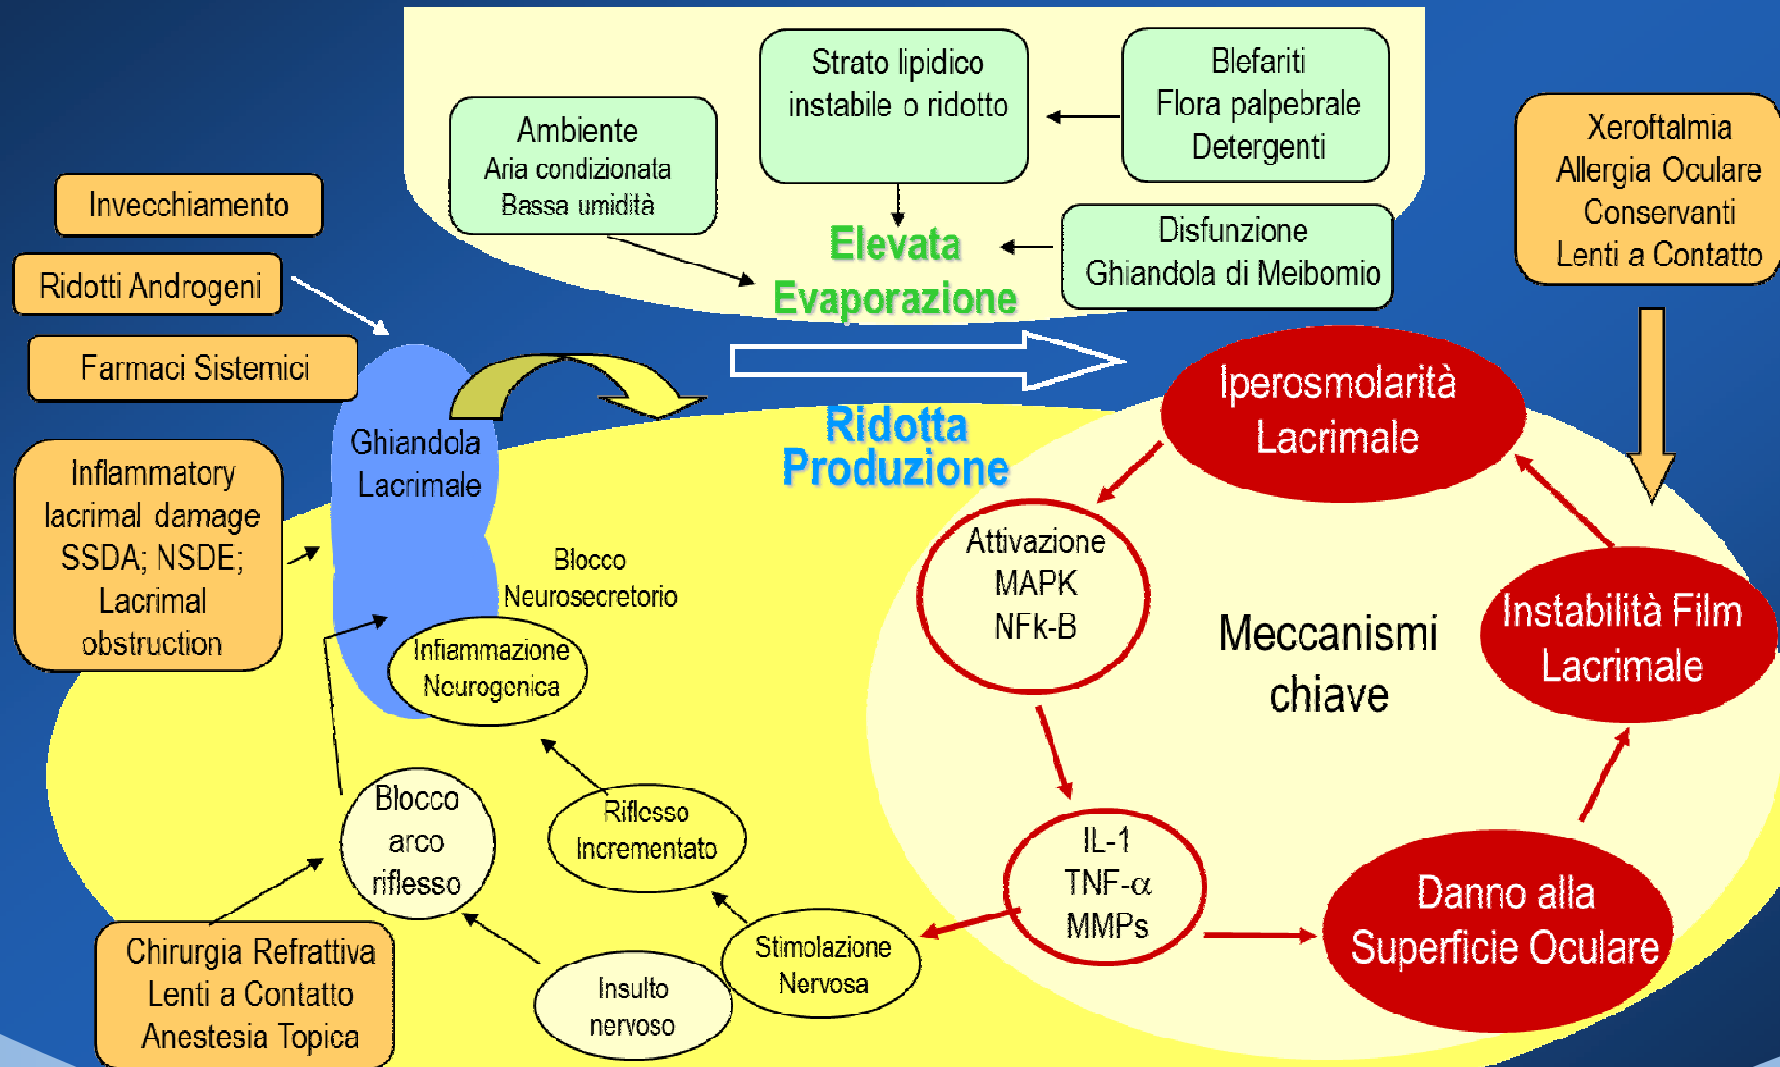 Strato lipidico
instabile o ridotto
Blefariti
Flora palpebrale
Detergenti
Ambiente
Aria condizionata
Bassa umidità
Xeroftalmia
Allergia Oculare
Conservanti
Lenti a Contatto
Invecchiamento
Disfunzione
Ghiandola di Meibomio
Elevata
Evaporazione
Ridotti Androgeni
Farmaci Sistemici
Iperosmolarità
Lacrimale
Ridotta
Produzione
Ghiandola
Lacrimale
Inflammatory
lacrimal damage
SSDA; NSDE;
Lacrimal
obstruction
Blocco
Neurosecretorio
Attivazione
MAPK
NFk-B
Meccanismi
chiave
Instabilità Film
Lacrimale
Infiammazione
Neurogenica
Blocco
arco
riflesso
Riflesso
Incrementato
IL-1
TNF-α
MMPs
Danno alla
Superficie Oculare
Stimolazione
Nervosa
Insulto
nervoso
Chirurgia Refrattiva
Lenti a Contatto
Anestesia Topica